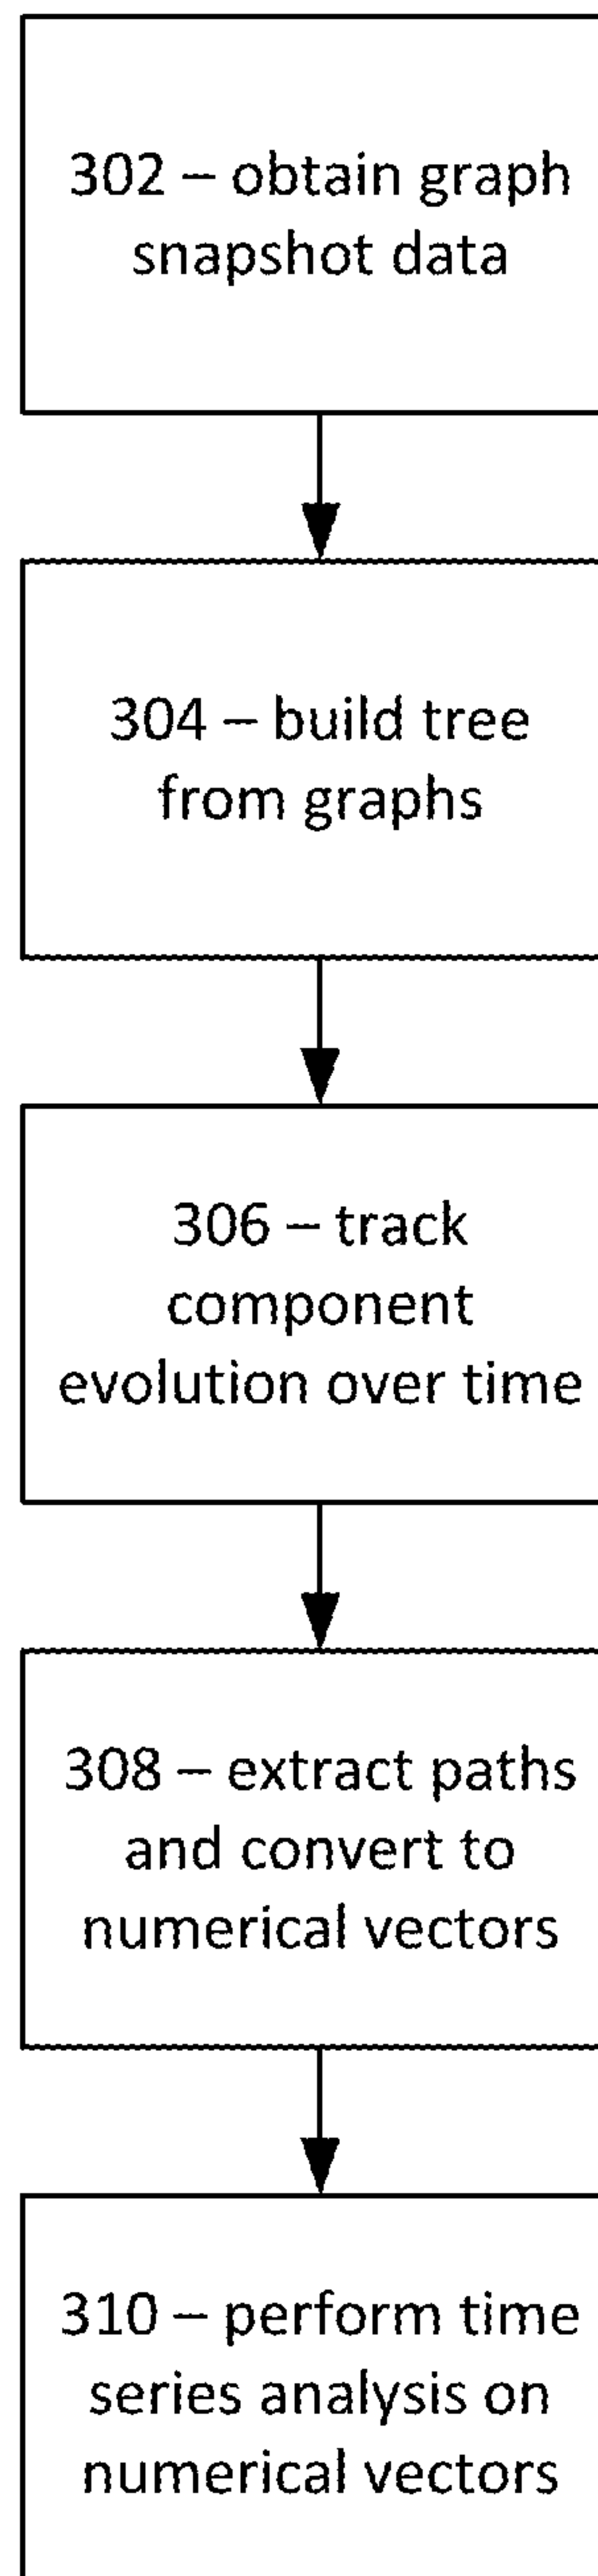 302 – obtain graph
snapshot data
304 – build tree
from graphs
306 – track
component
evolution over time
308 – extract paths
and convert to
numerical vectors
310 – perform time
series analysis on
numerical vectors